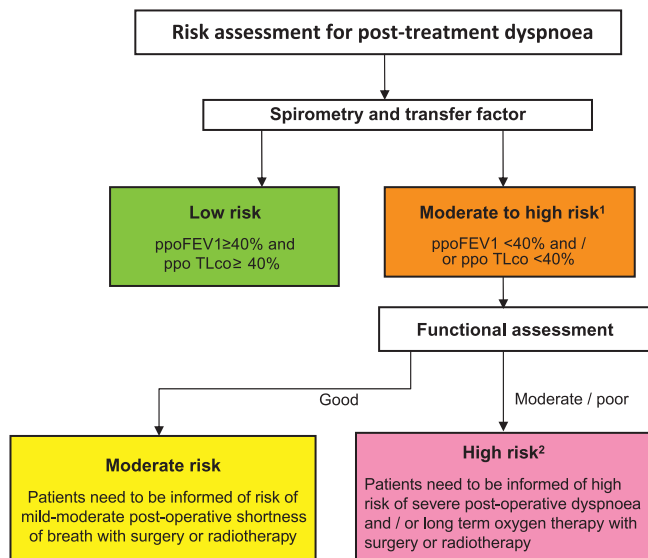 Risk assessment for post-treatment dyspnoea
Spirometry and transfer factor
Low risk
ppoFEV1≥40% and
ppo TLco≥ 40%
Moderate to high risk¹
ppoFEV1 <40% and /
or ppo TLco <40%
Functional assessment
Good
Moderate / poor
Moderate risk
Patients need to be informed of risk of
mild-moderate post-operative shortness
of breath with surgery or radiotherapy
High risk²
Patients need to be informed of high
risk of severe post-operative dyspnoea
and / or long term oxygen therapy with
surgery or radiotherapy